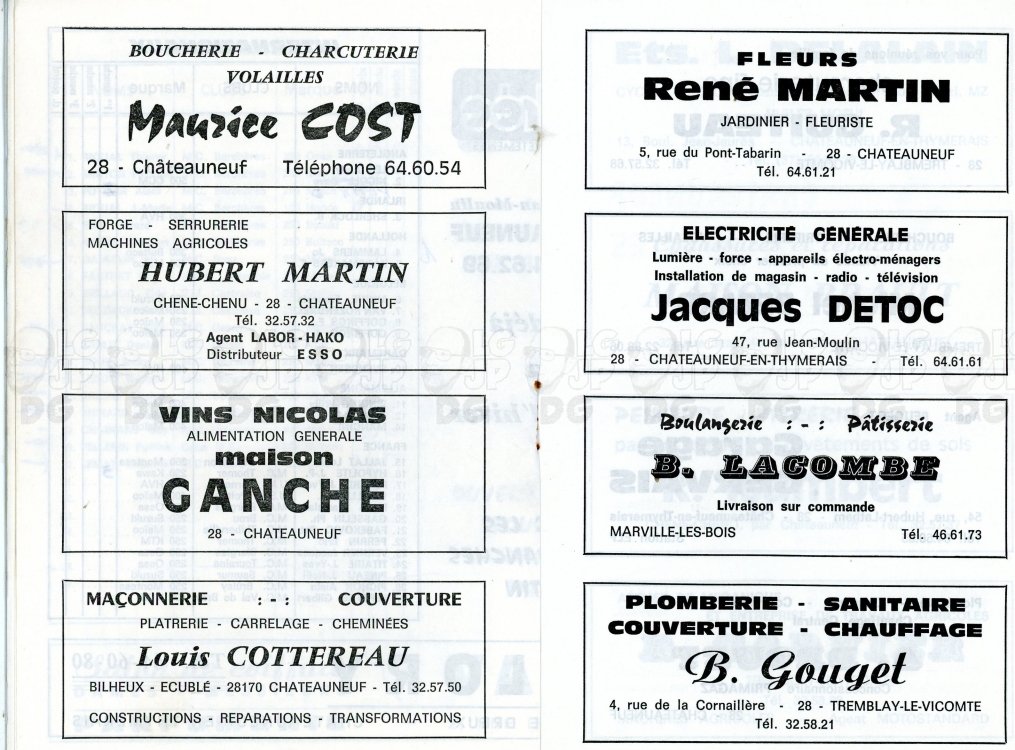 BOUCHERIE - CHARCUTERIE
VOLAILLES
Maurice COST
28 - Châteauneuf Téléphone 64.60.54
FORGE - SERRURERIE
MACHINES AGRICOLES
HUBERT MARTIN
CHENE-CHENU - 28 - CHATEAUNEUF
Tél. 32.57.32
Agent LABOR-HAKO
Distributeur ESSO
VINS NICOLAS
ALIMENTATION GENERALE
maison
GANCHE
28 - CHATEAUNEUF
MAÇONNERIE :-: COUVERTURE
PLATRERIE - CARRELAGE - CHEMINÉES
Louis COTTEREAU
BILHEUX - ECUBLÉ - 28170 CHATEAUNEUF - Tél. 32.57.50
CONSTRUCTIONS - REPARATIONS - TRANSFORMATIONS
FLEURS
René MARTIN
JARDINIER - FLEURISTE
5, rue du Pont-Tabarin - 28 - CHATEAUNEUF
Tél. 64.61.21
ELECTRICITÉ GÉNÉRALE
Lumière - force - appareils électro-ménagers
Installation de magasin - radio - télévision
Jacques DETOC
47, rue Jean-Moulin
28 - CHATEAUNEUF-EN-THYMERAIS - Tél. 64.61.61
Boulangerie :-: Pâtisserie
B. LACOMBE
Livraison sur commande
MARVILLE-LES-BOIS Tél. 46.61.73
PLOMBERIE - SANITAIRE
COUVERTURE - CHAUFFAGE
B. Gouget
4, rue de la Cornaillère - 28 - TREMBLAY-LE-VICOMTE
Tél. 32.58.21